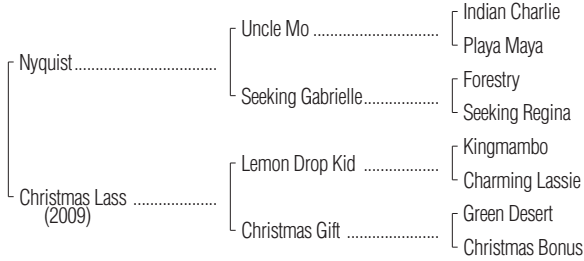 Indian Charlie
Uncle Mo ..............................
Playa Maya
Nyquist..................................
Forestry
Seeking Gabrielle..................
Seeking Regina
Kingmambo
Lemon Drop Kid ..................
Charming Lassie
Christmas Lass ....................
(2009)
Green Desert
Christmas Gift ......................
Christmas Bonus